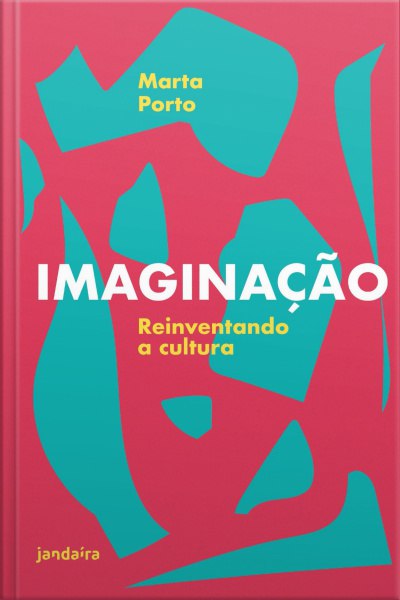 Marta
Porto
IMAGINAÇÃO
Reinventando
a cultura
jandaíra